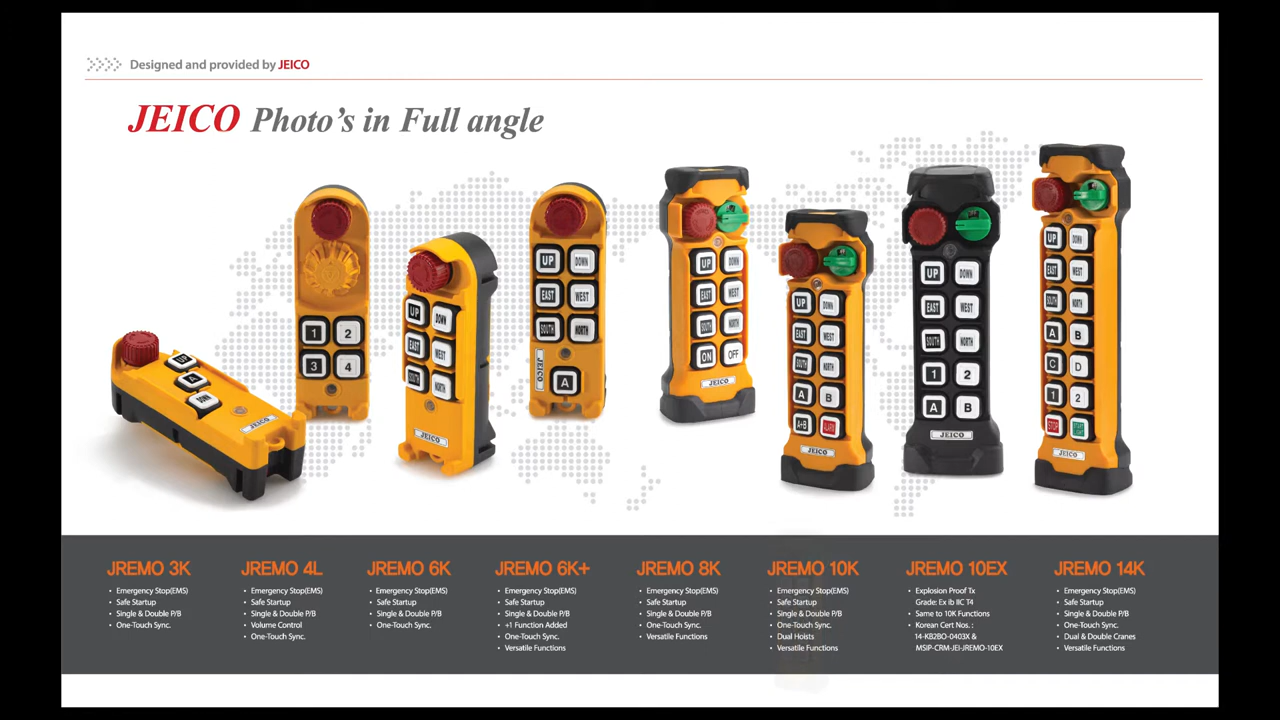 Designed and provided by JEICO
JEICO Photo's in Full angle
UP
A
DOWN
1 2
3 4
UP DOWN
EAST WEST
SOUTH NORTH
JEICO
UP DOWN
EAST WEST
SOUTH NORTH
JEICO
A
UP DOWN
EAST WEST
SOUTH NORTH
ON OFF
JEICO
UP DOWN
EAST WEST
SOUTH NORTH
A B
A+B ALARM
JEICO
UP DOWN
EAST WEST
SOUTH NORTH
1 2
A B
JEICO
UP DOWN
EAST WEST
SOUTH NORTH
A B
C D
1 2
STOP START
JEICO
JREMO 3K
• Emergency Stop(EMS)
• Safe Startup
• Single & Double P/B
• One-Touch Sync.
JREMO 4L
• Emergency Stop(EMS)
• Safe Startup
• Single & Double P/B
• Volume Control
• One-Touch Sync.
JREMO 6K
• Emergency Stop(EMS)
• Safe Startup
• Single & Double P/B
• One-Touch Sync.
JREMO 6K+
• Emergency Stop(EMS)
• Safe Startup
• Single & Double P/B
• +1 Function Added
• One-Touch Sync.
• Versatile Functions
JREMO 8K
• Emergency Stop(EMS)
• Safe Startup
• Single & Double P/B
• One-Touch Sync.
• Versatile Functions
JREMO 10K
• Emergency Stop(EMS)
• Safe Startup
• Single & Double P/B
• One-Touch Sync.
• Dual Hoists
• Versatile Functions
JREMO 10EX
• Explosion Proof Tx
Grade: Ex ib IIC T4
• Same to 10K Functions
• Korean Cert Nos. :
14-KB2BO-0403X &
MSIP-CRM-JEI-JREMO-10EX
JREMO 14K
• Emergency Stop(EMS)
• Safe Startup
• Single & Double P/B
• One-Touch Sync.
• Dual & Double Cranes
• Versatile Functions